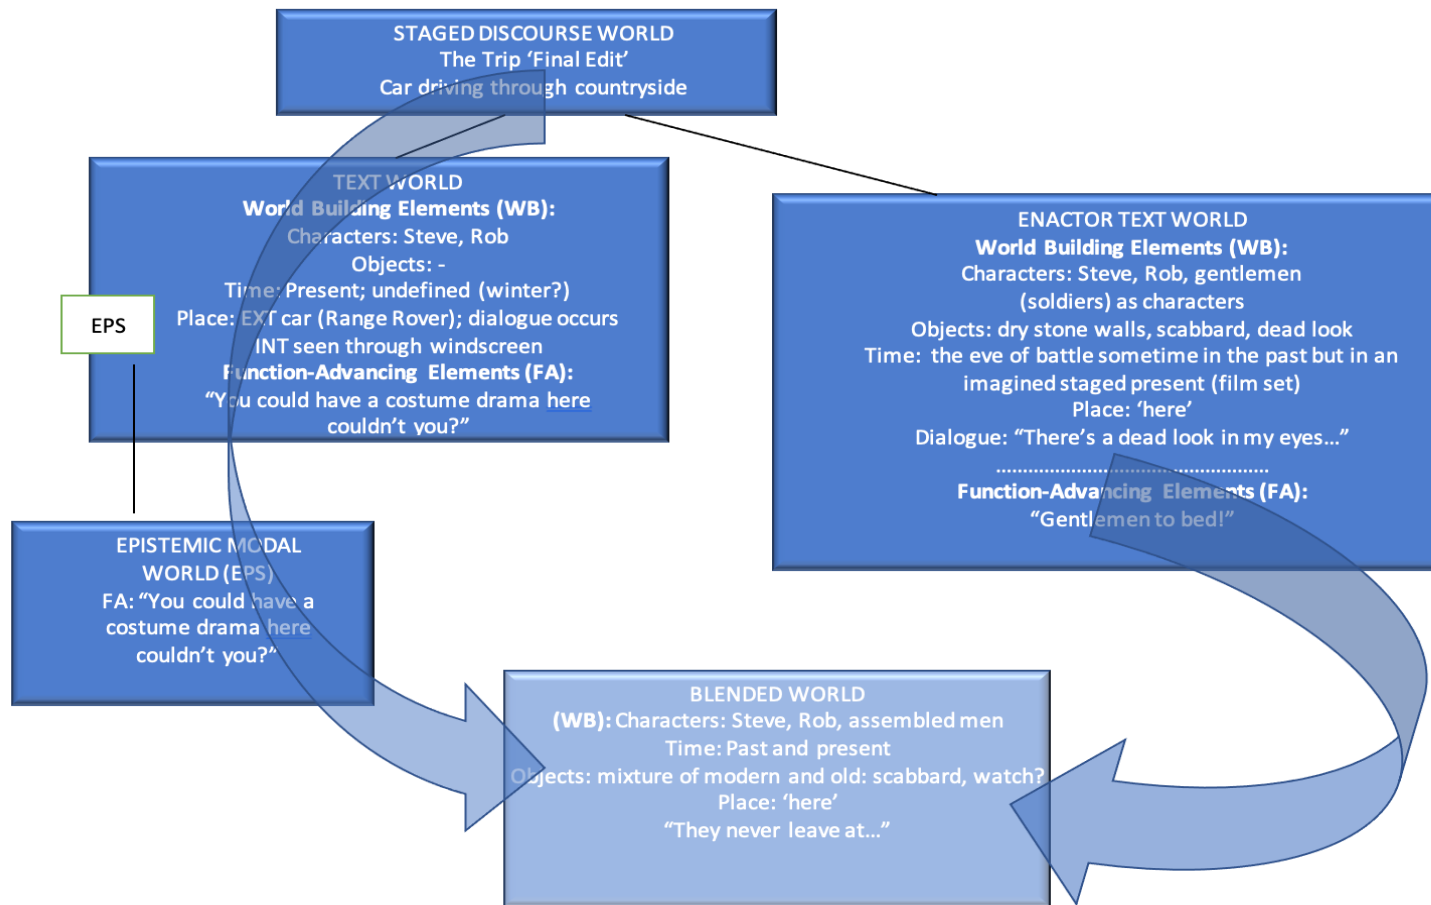 STAGED DISCOURSE WORLD
The Trip ‘Final Edit’
Car driving through countryside
TEXT WORLD
World Building Elements (WB):
Characters: Steve, Rob
Objects: -
Time: Present; undefined (winter?)
Place: EXT car (Range Rover); dialogue occurs
INT seen through windscreen
Function-Advancing Elements (FA):
“You could have a costume drama here
couldn’t you?”
ENACTOR TEXT WORLD
World Building Elements (WB):
Characters: Steve, Rob, gentlemen
(soldiers) as characters
Objects: dry stone walls, scabbard, dead look
Time: the eve of battle sometime in the past but in an
imagined staged present (film set)
Place: ‘here’
Dialogue: “There’s a dead look in my eyes…”
……………………………………………
Function-Advancing Elements (FA):
“Gentlemen to bed!”
EPS
EPISTEMIC MODAL
WORLD (EPS)
FA: “You could have a
costume drama here
couldn’t you?”
BLENDED WORLD
(WB): Characters: Steve, Rob, assembled men
Time: Past and present
Objects: mixture of modern and old: scabbard, watch?
Place: ‘here’
“They never leave at…”